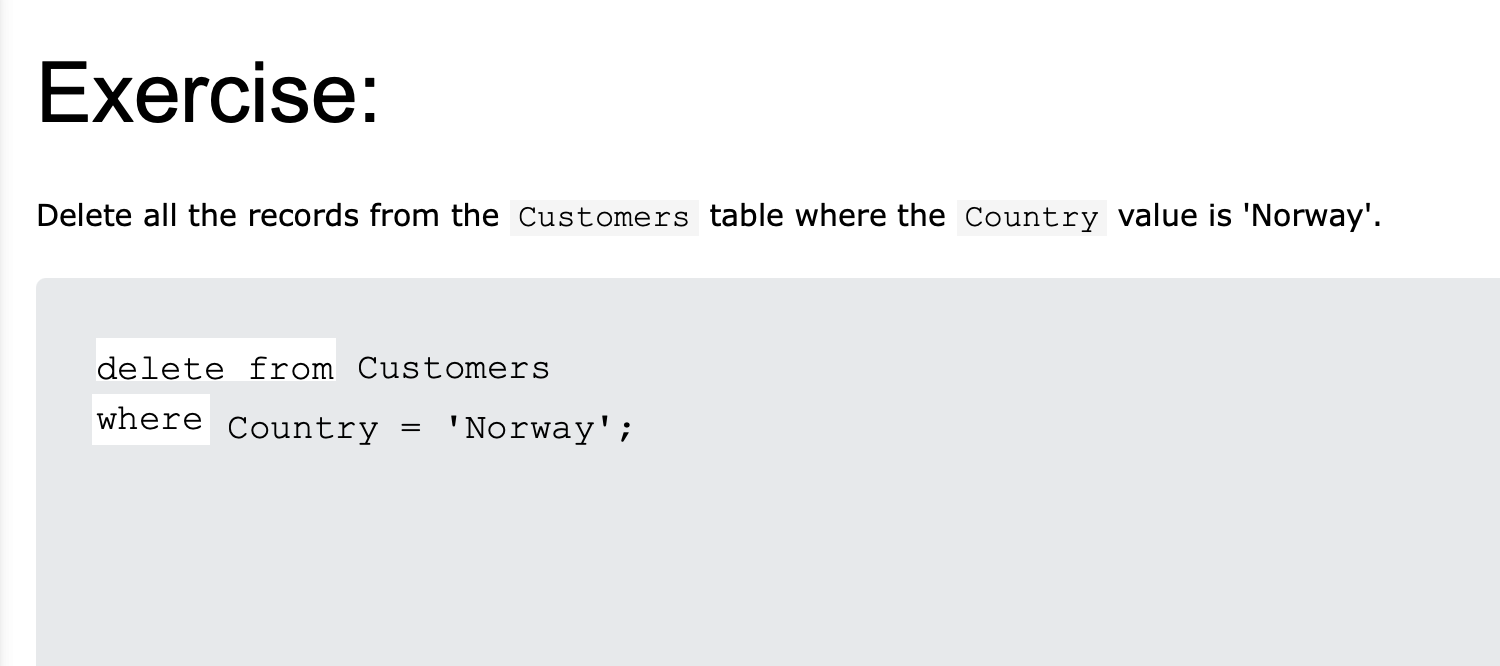 Exercise:
Delete all the records from the Customers table where the Country value is 'Norway'.
delete from Customers
where Country = 'Norway';